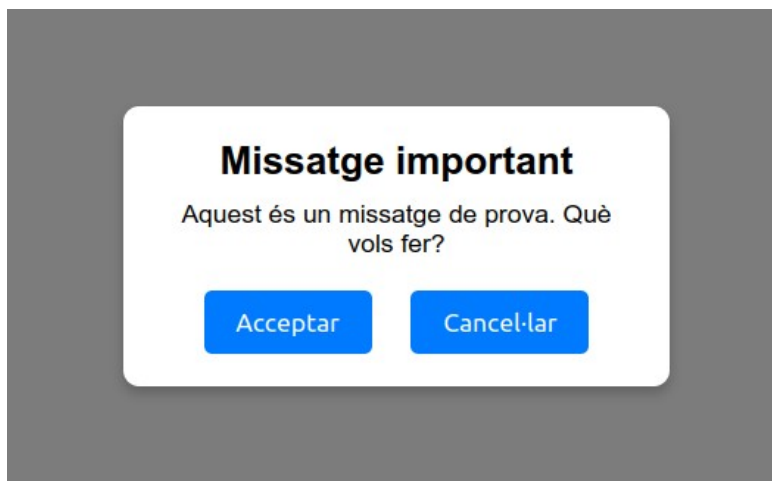 Missatge important
Aquest és un missatge de prova. Què
vols fer?
Acceptar
Cancel·lar